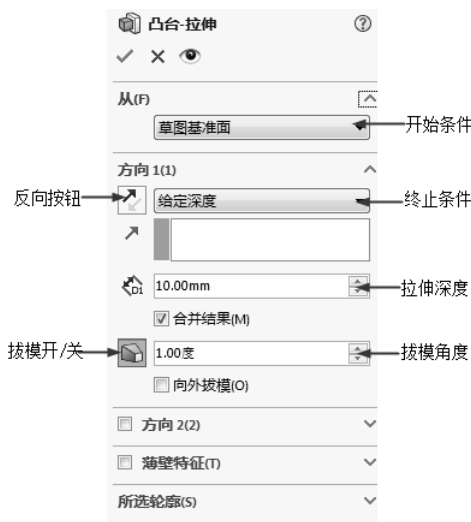 凸台-拉伸
从(F)
草图基准面
开始条件
方向 1(1)
反向按钮
给定深度
终止条件
D1
10.00mm
拉伸深度
合并结果(M)
拔模开/关
1.00度
拔模角度
向外拔模(O)
方向 2(2)
薄壁特征(T)
所选轮廓(S)